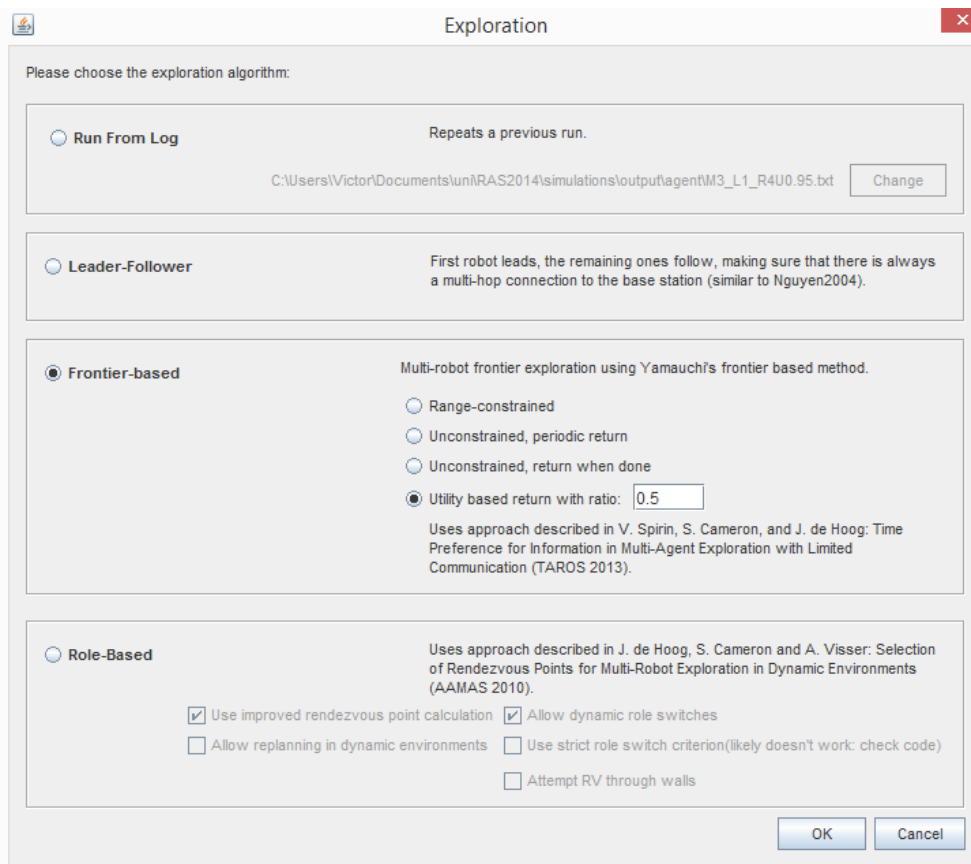 Exploration
Please choose the exploration algorithm:
Run From Log
Repeats a previous run.
C:\Users\Victor\Documents\uni\RAS2014\simulations\output\agent\M3_L1_R4U0.95.txt
Change
Leader-Follower
First robot leads, the remaining ones follow, making sure that there is always
a multi-hop connection to the base station (similar to Nguyen2004).
Frontier-based
Multi-robot frontier exploration using Yamauchi's frontier based method.
Range-constrained
Unconstrained, periodic return
Unconstrained, return when done
Utility based return with ratio: 0.5
Uses approach described in V. Spirin, S. Cameron, and J. de Hoog: Time
Preference for Information in Multi-Agent Exploration with Limited
Communication (TAROS 2013).
Role-Based
Uses approach described in J. de Hoog, S. Cameron and A. Visser: Selection
of Rendezvous Points for Multi-Robot Exploration in Dynamic Environments
(AAMAS 2010).
Use improved rendezvous point calculation
Allow dynamic role switches
Allow replanning in dynamic environments
Use strict role switch criterion(likely doesn't work: check code)
Attempt RV through walls
OK
Cancel